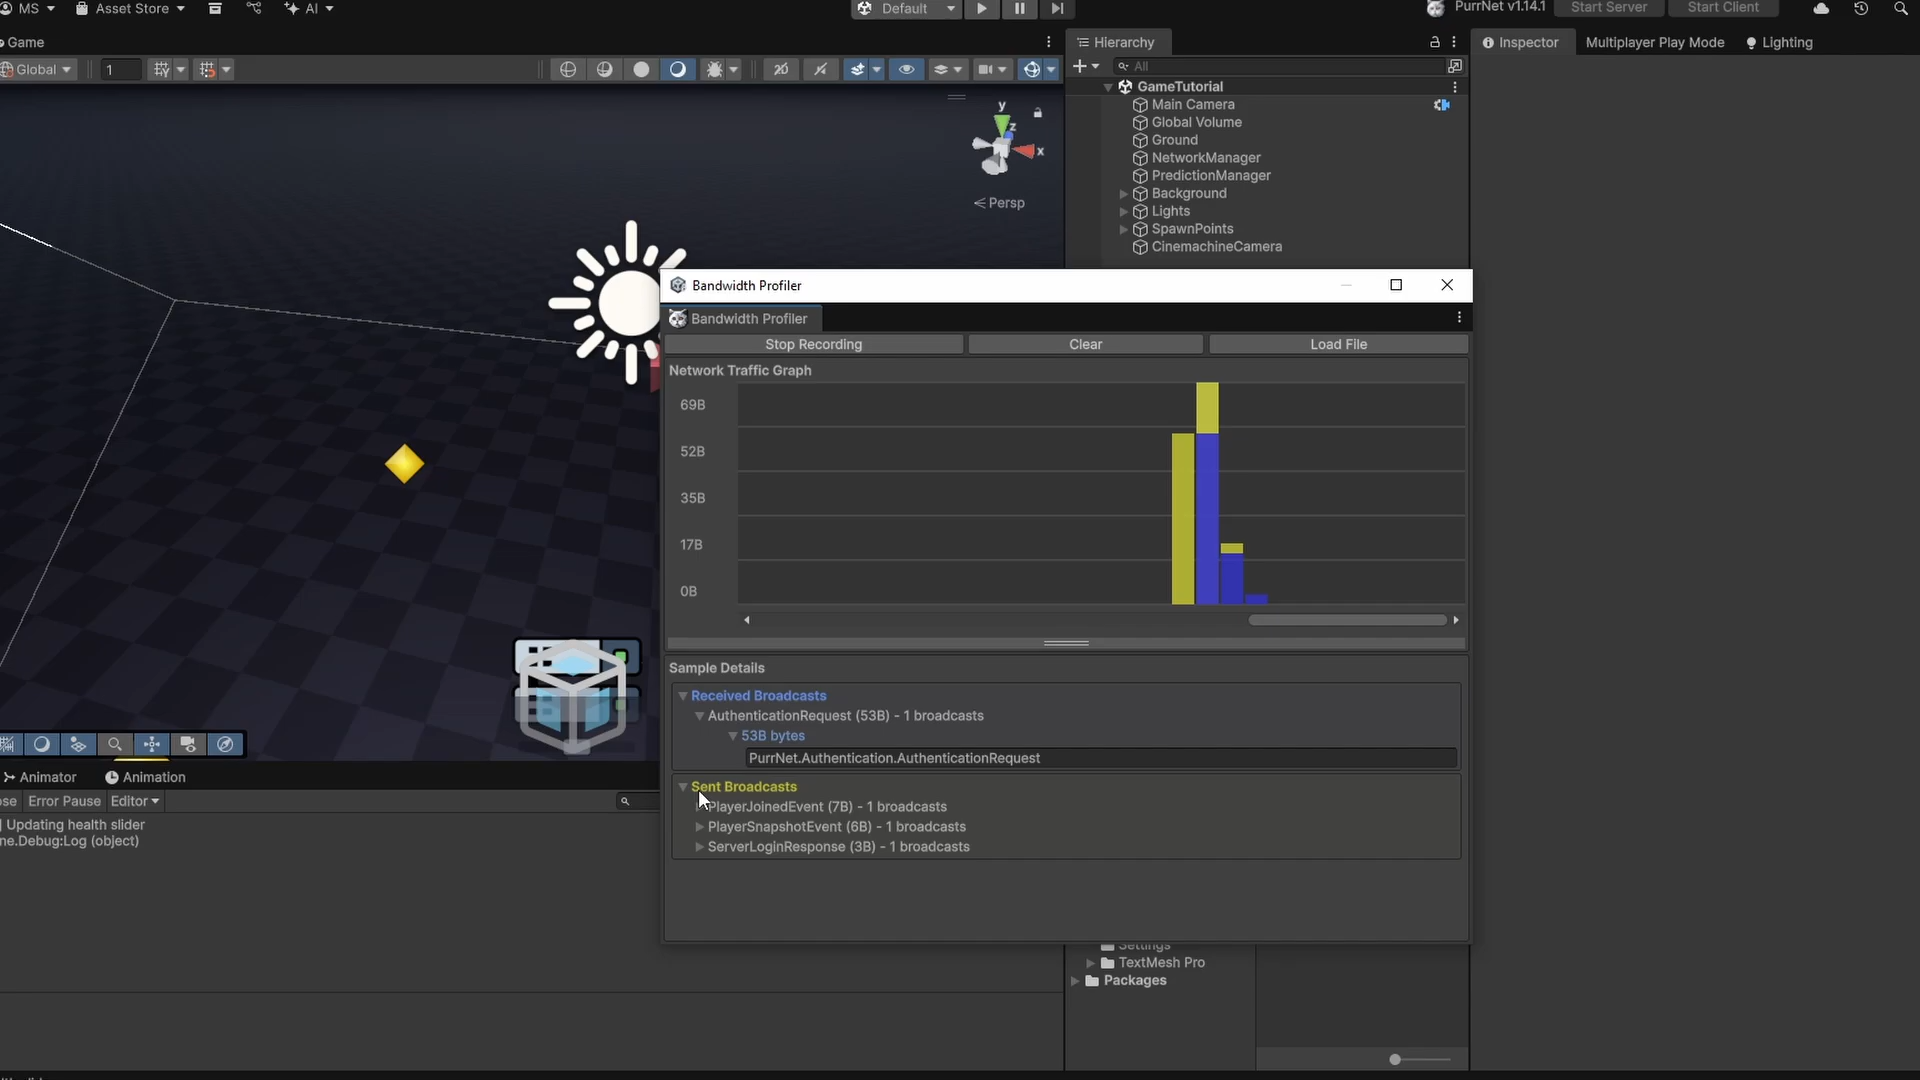 MS
Asset Store
AI
Default
PurrNet v1.14.1
Start Server
Start Client
Game
Hierarchy
Inspector
Multiplayer Play Mode
Lighting
Global
1
2D
All
GameTutorial
Main Camera
Global Volume
Ground
NetworkManager
PredictionManager
Background
Lights
SpawnPoints
CinemachineCamera
y
z
x
Persp
Bandwidth Profiler
Bandwidth Profiler
Stop Recording
Clear
Load File
Network Traffic Graph
69B
52B
35B
17B
0B
Sample Details
Received Broadcasts
AuthenticationRequest (53B) - 1 broadcasts
53B bytes
PurrNet.Authentication.AuthenticationRequest
Sent Broadcasts
PlayerJoinedEvent (7B) - 1 broadcasts
PlayerSnapshotEvent (6B) - 1 broadcasts
ServerLoginResponse (3B) - 1 broadcasts
Animator
Animation
Error Pause
Editor
] Updating health slider
ne.Debug:Log (object)
Settings
TextMesh Pro
Packages